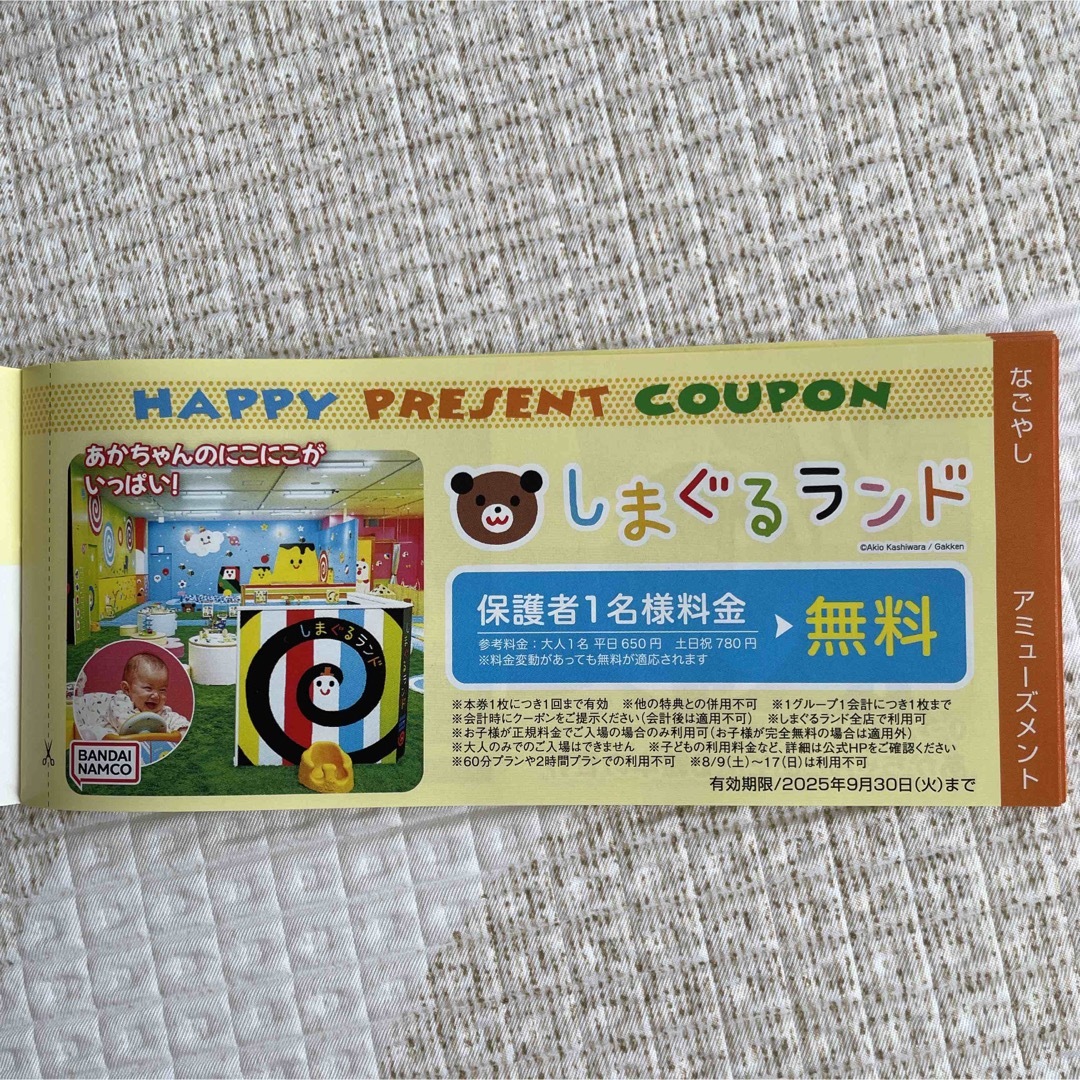 HAPPY PRESENT COUPON
あかちゃんのにこにこが
いっぱい!
しまぐるランド
BANDAI
NAMCO
しまぐるランド
©Akio Kashiwara / Gakken
保護者1名様料金
無料
参考料金:大人1名 平日650円 土日祝780円
※料金変動があっても無料が適応されます
※本券1枚につき1回まで有効 ※他の特典との併用不可 ※1グループ1会計につき1枚まで
※会計時にクーポンをご提示ください(会計後は適用不可) ※しまぐるランド全店で利用可
※お子様が正規料金でご入場の場合のみ利用可(お子様が完全無料の場合は適用外)
※大人のみでのご入場はできません ※子どもの利用料金など、詳細は公式HPをご確認ください
※60分プランや2時間プランでの利用不可 ※8/9(土)〜17(日)は利用不可
有効期限/2025年9月30日(火)まで
なごやし
アミューズメント